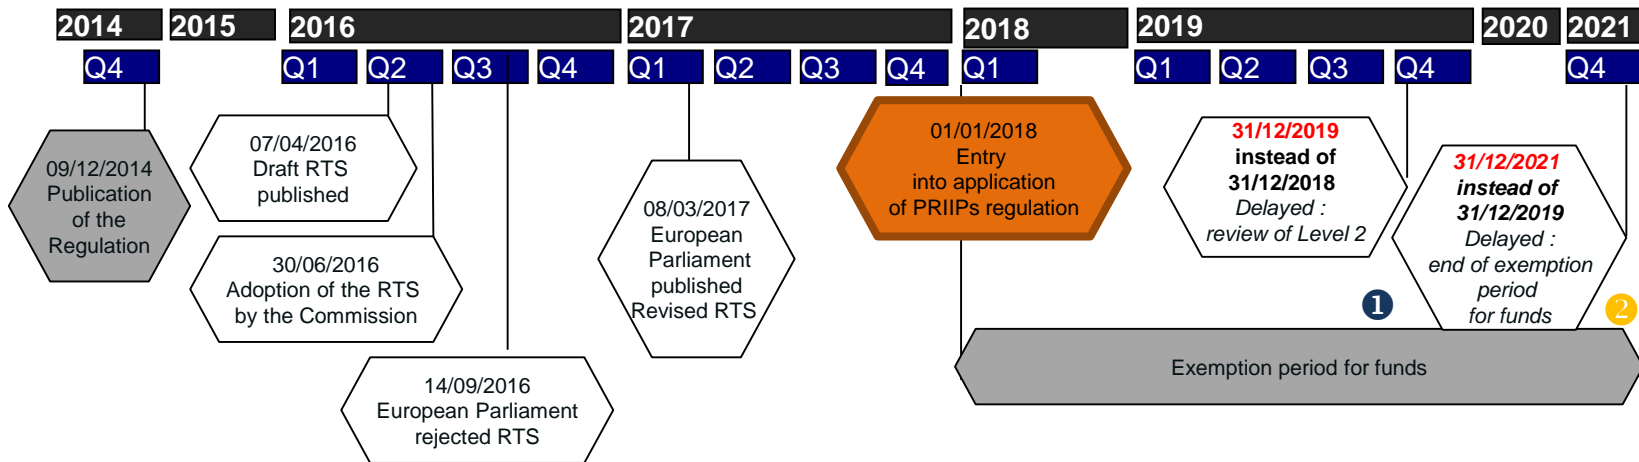 2014
2015
2016
2017
2018
2019
2020
2021
Q4
Q1
Q2
Q3
Q4
Q1
Q2
Q3
Q4
Q1
Q1
Q2
Q3
Q4
Q4
09/12/2014
Publication
of the
Regulation
07/04/2016
Draft RTS
published
30/06/2016
Adoption of the RTS
by the Commission
14/09/2016
European Parliament
rejected RTS
08/03/2017
European
Parliament
published
Revised RTS
01/01/2018
Entry
into application
of PRIIPs regulation
31/12/2019
instead of
31/12/2018
Delayed :
review of Level 2
31/12/2021
instead of
31/12/2019
Delayed :
end of exemption
period
for funds
❶
❷
Exemption period for funds